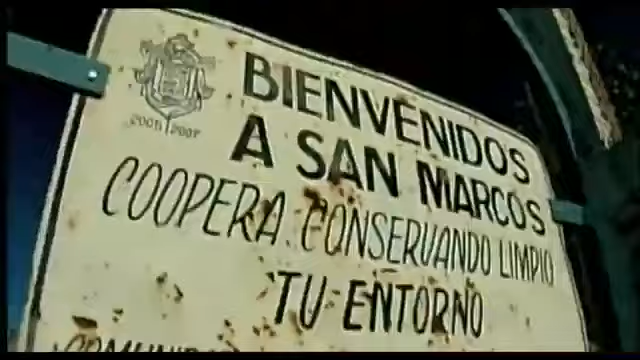 BIENVENIDOS
A SAN MARCOS
COOPERA CONSERVANDO LIMPIO
TU ENTORNO